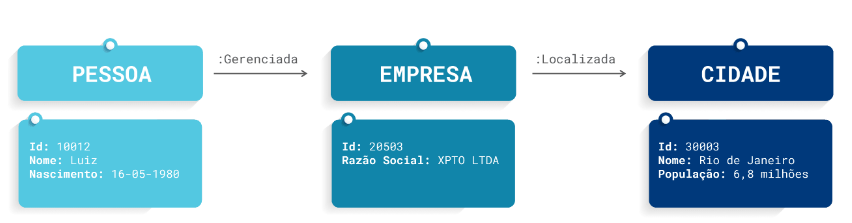 PESSOA
:Gerenciada
EMPRESA
:Localizada
CIDADE
Id: 10012
Nome: Luiz
Nascimento: 16-05-1980
Id: 20503
Razão Social: XPTO LTDA
Id: 30003
Nome: Rio de Janeiro
População: 6,8 milhões